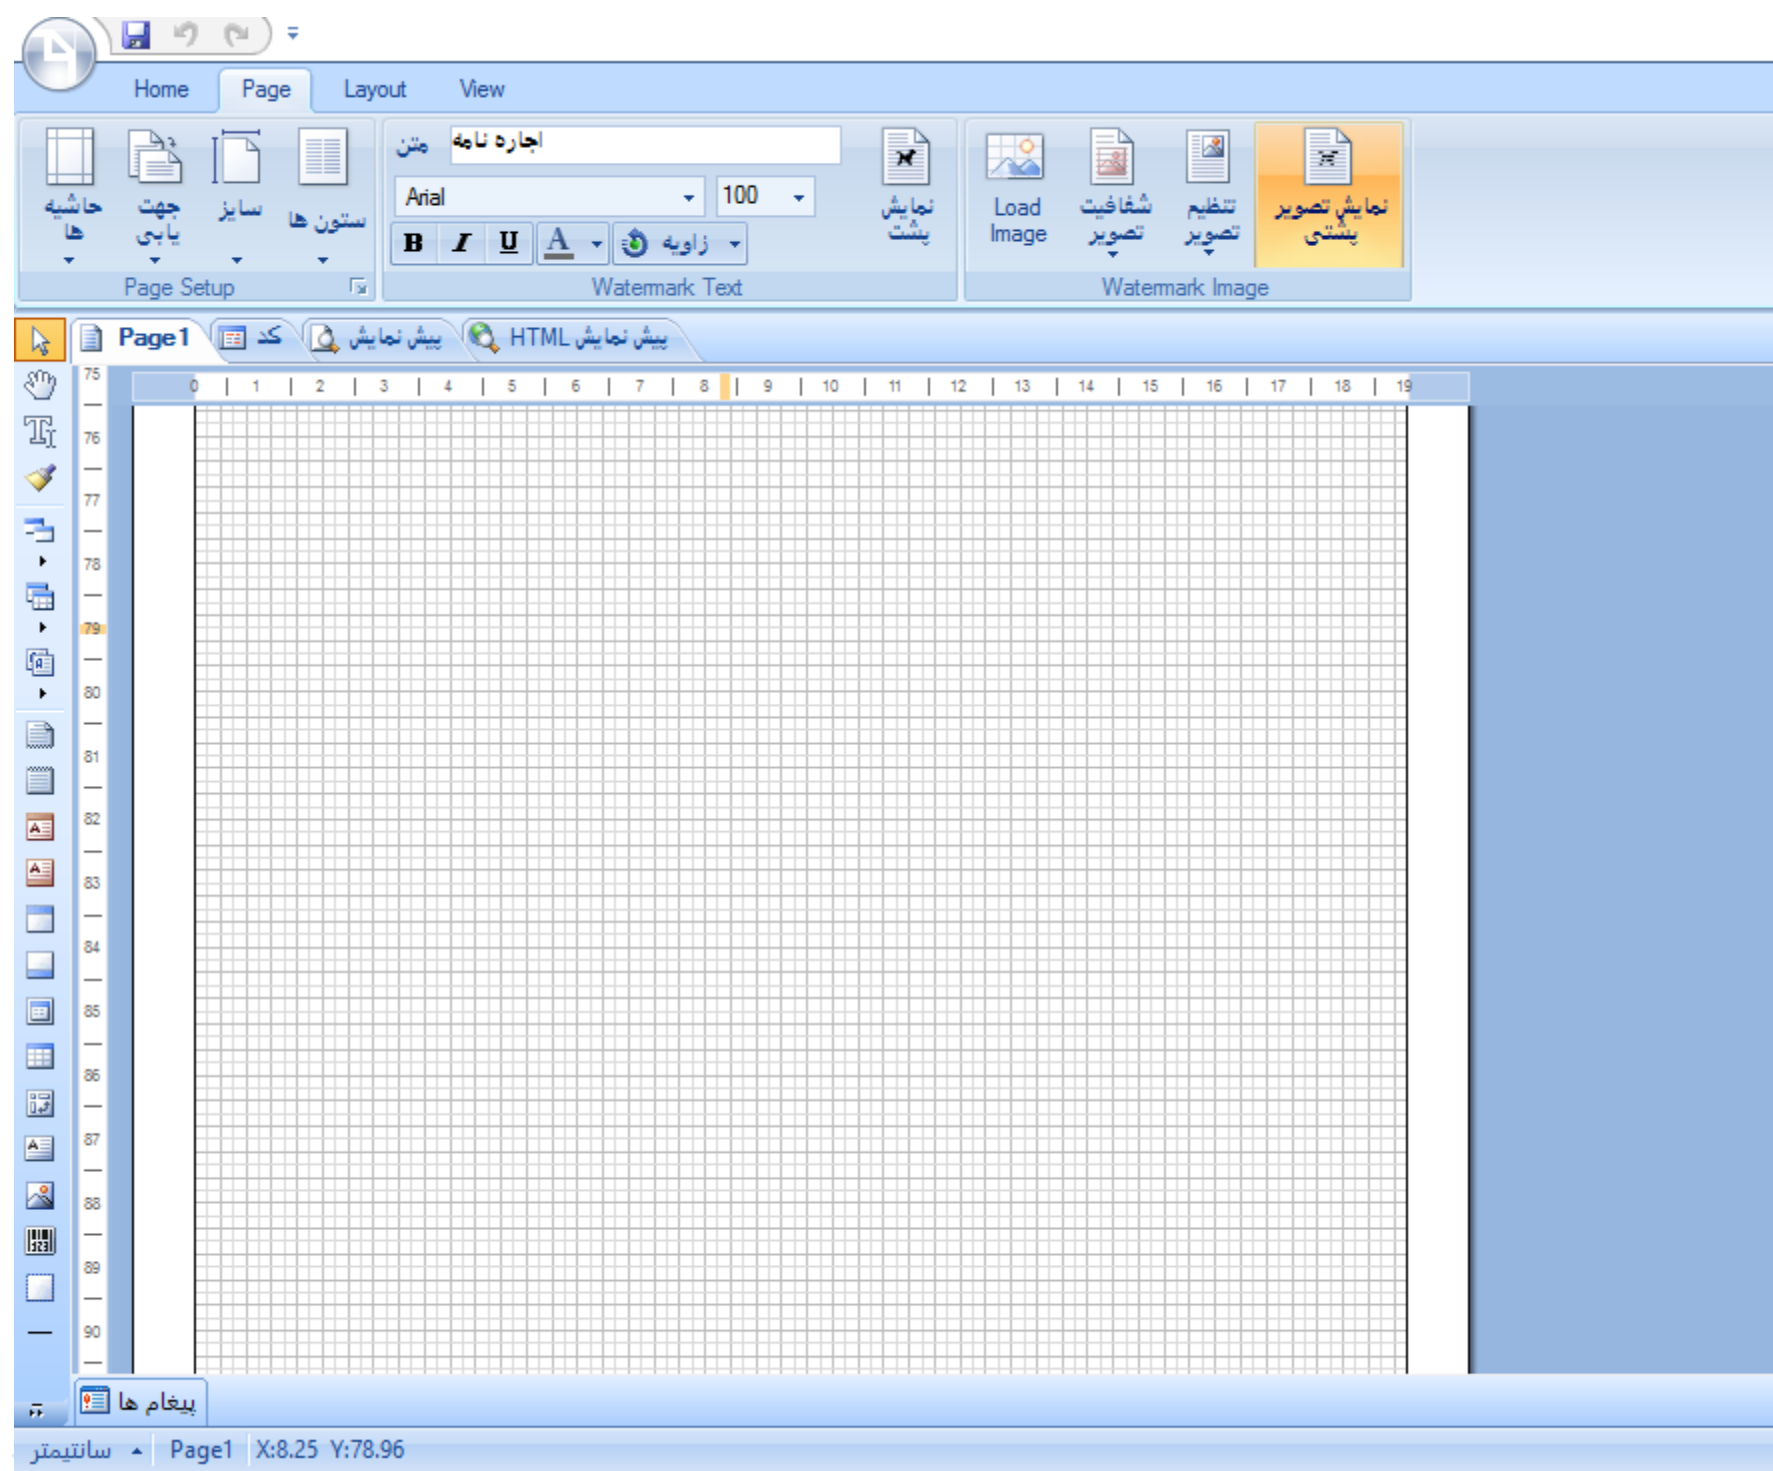 Home Page Layout View
حاشیه ها
جهت یابی
سایز
ستون ها
Page Setup
متن اجاره نامه
Arial 100
B I U A زاویه
نمایش پشت
Watermark Text
Load Image
شفافیت تصویر
تنظیم تصویر
نمایش تصویر پشتی
Watermark Image
Page1 کد پیش نمایش پیش نمایش HTML
0 1 2 3 4 5 6 7 8 9 10 11 12 13 14 15 16 17 18 19
75
76
77
78
79
80
81
82
83
84
85
86
87
88
89
90
پیغام ها
سانتیمتر Page1 X:8.25 Y:78.96